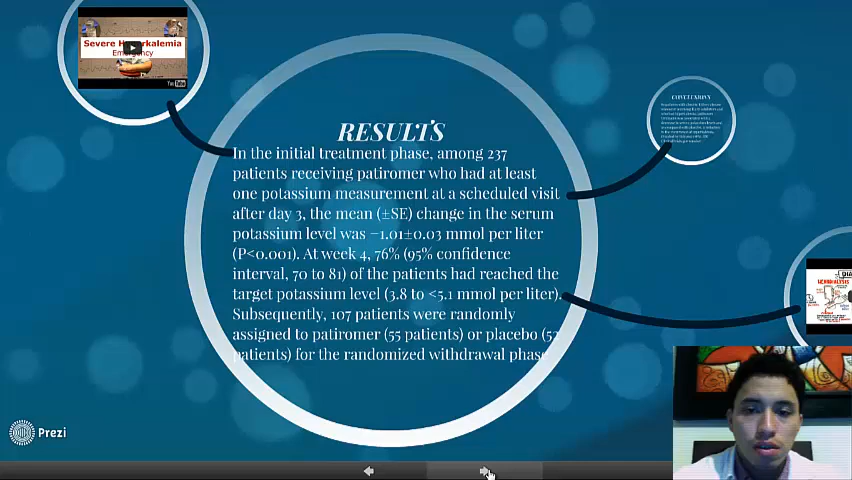 Severe Hyperkalemia
Emergency
YouTube
RESULTS
In the initial treatment phase, among 237
patients receiving patiromer who had at least
one potassium measurement at a scheduled visit
after day 3, the mean (±SE) change in the serum
potassium level was −1.01±0.03 mmol per liter
(P<0.001). At week 4, 76% (95% confidence
interval, 70 to 81) of the patients had reached the
target potassium level (3.8 to <5.1 mmol per liter).
Subsequently, 107 patients were randomly
assigned to patiromer (55 patients) or placebo (52
patients) for the randomized withdrawal phase
Prezi